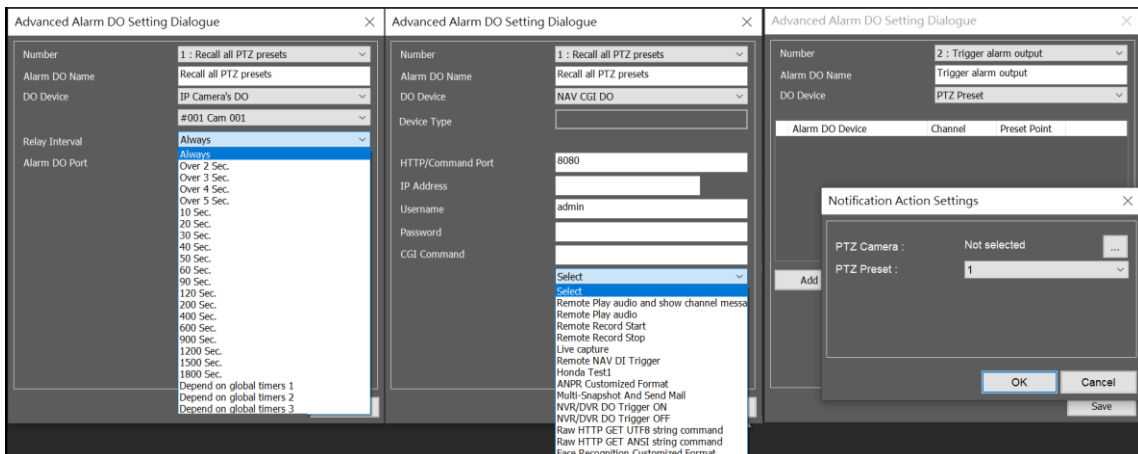 Advanced Alarm DO Setting Dialogue
Number
1 : Recall all PTZ presets
Alarm DO Name
Recall all PTZ presets
DO Device
IP Camera's DO
#001 Cam 001
Relay Interval
Always
Alarm DO Port
Always
Over 2 Sec.
Over 3 Sec.
Over 4 Sec.
Over 5 Sec.
10 Sec.
20 Sec.
30 Sec.
40 Sec.
50 Sec.
60 Sec.
90 Sec.
120 Sec.
200 Sec.
400 Sec.
600 Sec.
900 Sec.
1200 Sec.
1500 Sec.
1800 Sec.
Depend on global timers 1
Depend on global timers 2
Depend on global timers 3
Advanced Alarm DO Setting Dialogue
Number
1 : Recall all PTZ presets
Alarm DO Name
Recall all PTZ presets
DO Device
NAV CGI DO
Device Type
HTTP/Command Port
8080
IP Address
Username
admin
Password
CGI Command
Select
Select
Remote Play audio and show channel messa
Remote Play audio
Remote Record Start
Remote Record Stop
Live capture
Remote NAV DI Trigger
Honda Test1
ANPR Customized Format
Multi-Snapshot And Send Mail
NVR/DVR DO Trigger ON
NVR/DVR DO Trigger OFF
Raw HTTP GET UTF8 string command
Raw HTTP GET ANSI string command
Face Recognition Customized Format
Advanced Alarm DO Setting Dialogue
Number
2 : Trigger alarm output
Alarm DO Name
Trigger alarm output
DO Device
PTZ Preset
Alarm DO Device Channel Preset Point
Add
Notification Action Settings
PTZ Camera :
Not selected
...
PTZ Preset :
1
OK
Cancel
Save